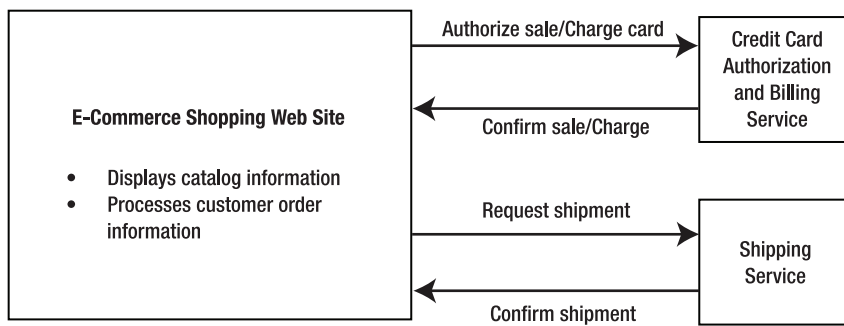 Authorize sale/Charge card
Credit Card
Authorization
and Billing
Service
E-Commerce Shopping Web Site
Confirm sale/Charge
• Displays catalog information
• Processes customer order
information
Request shipment
Shipping
Service
Confirm shipment